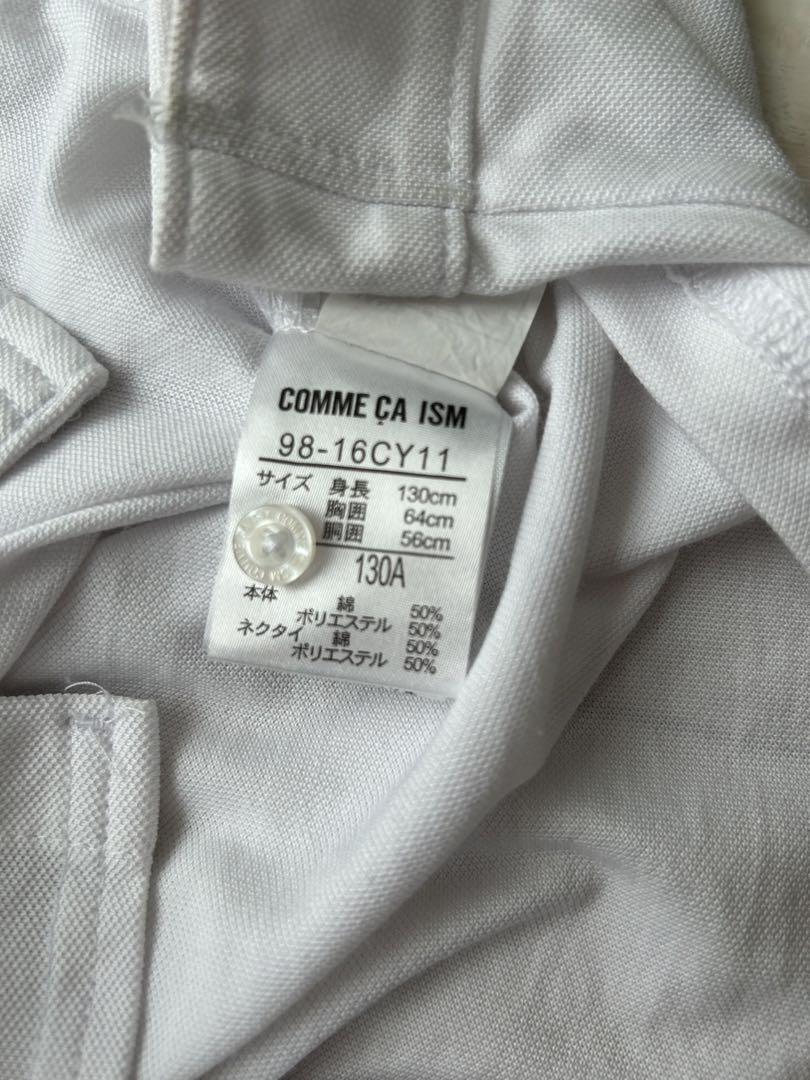 COMME ÇA ISM
98-16CY11
サイズ 身長 130cm
胸囲 64cm
胴囲 56cm
130A
本体 綿 50%
ポリエステル 50%
ネクタイ 綿 50%
ポリエステル 50%